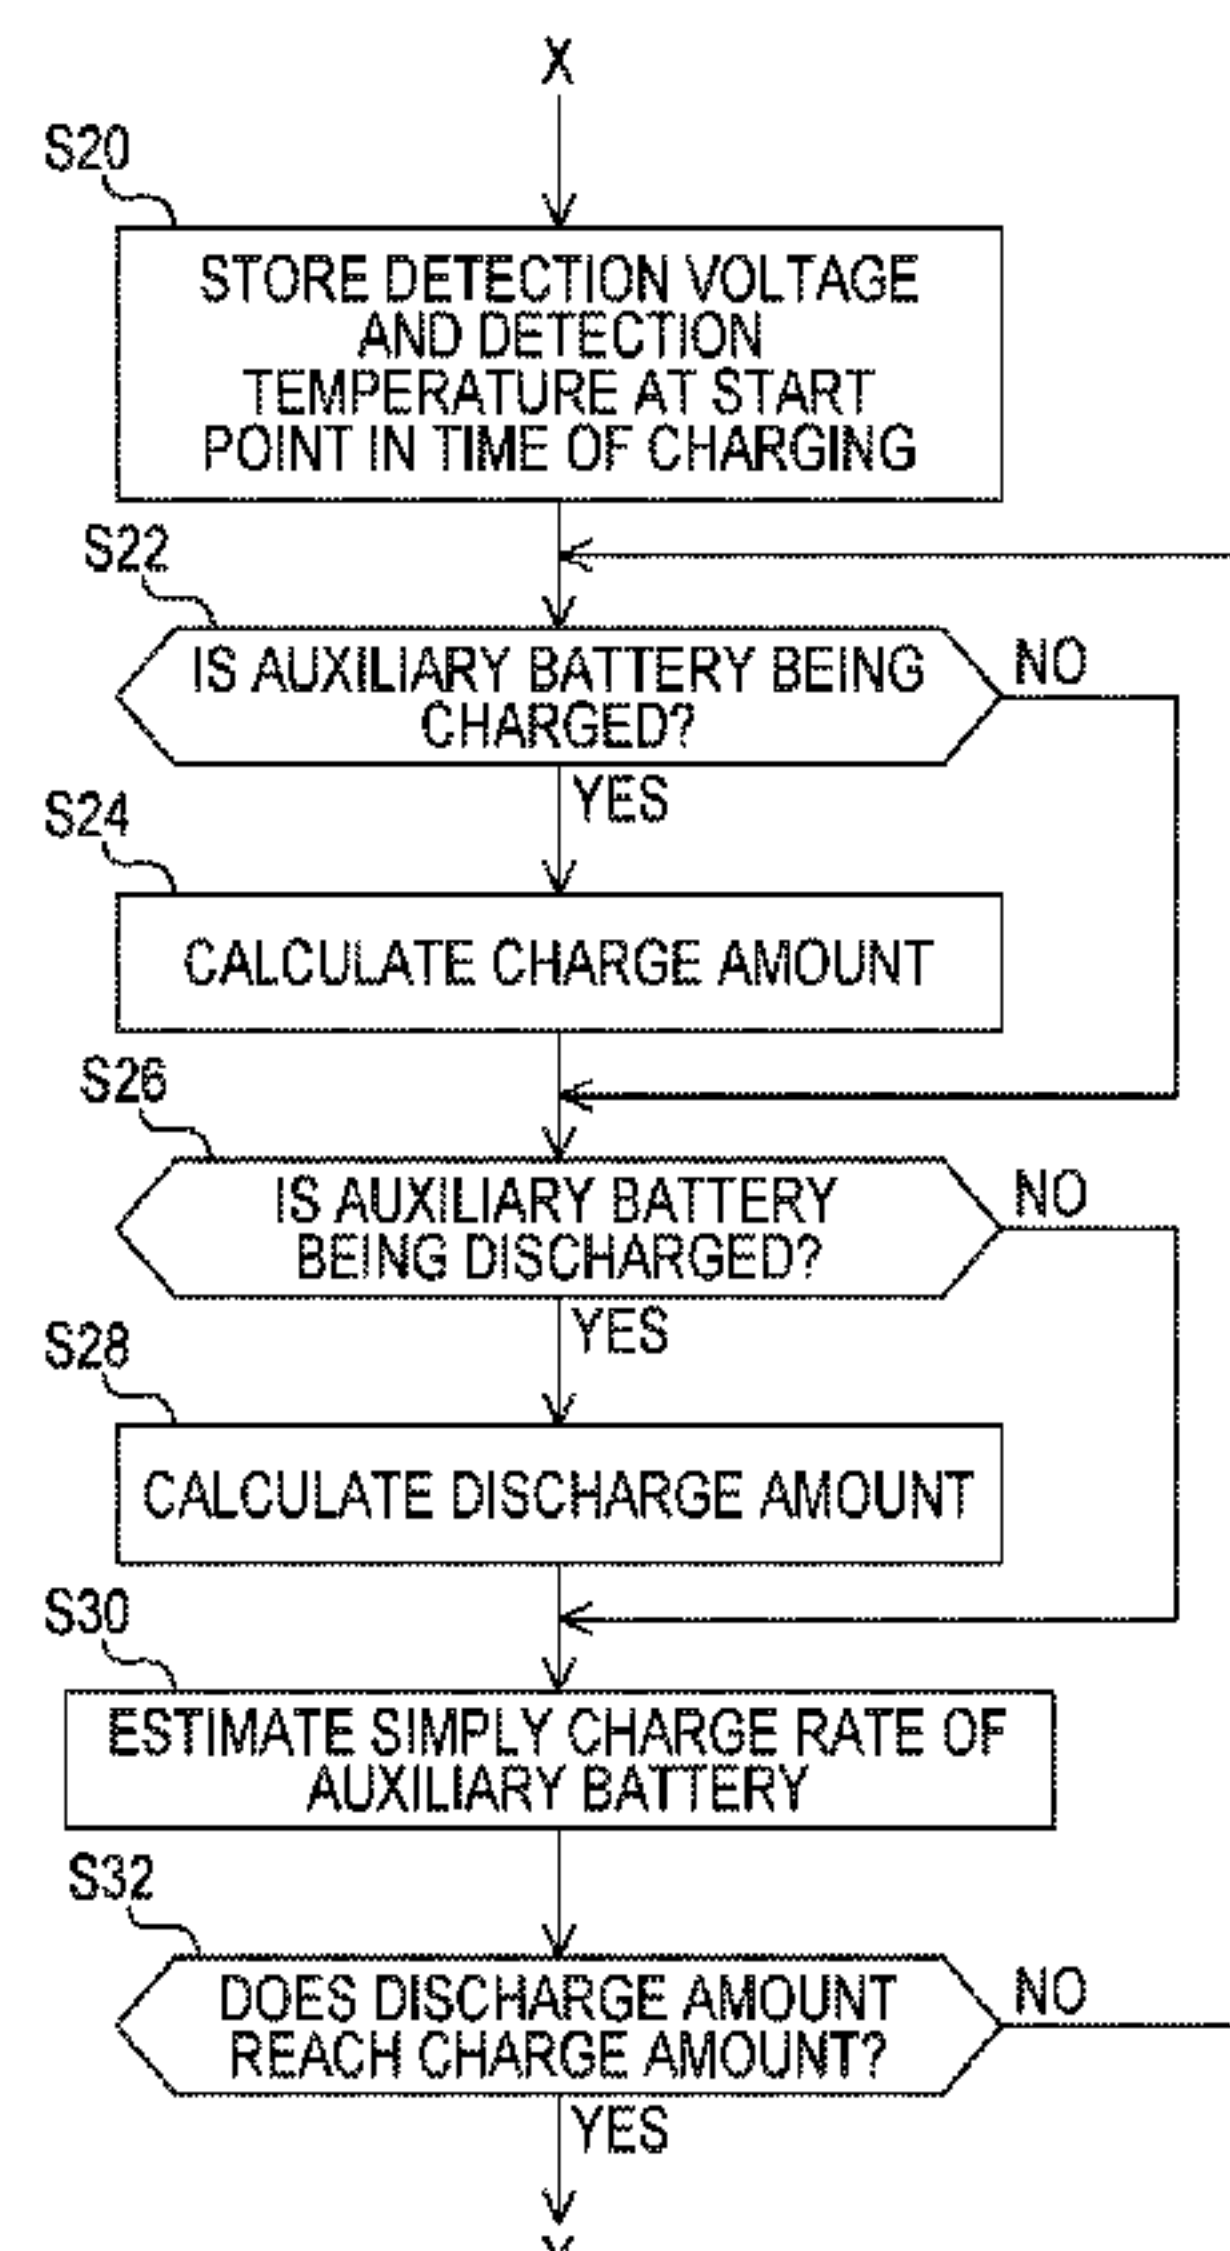 X
S20
STORE DETECTION VOLTAGE
AND DETECTION
TEMPERATURE AT START
POINT IN TIME OF CHARGING
S22
IS AUXILIARY BATTERY BEING
CHARGED?
NO
YES
S24
CALCULATE CHARGE AMOUNT
S26
IS AUXILIARY BATTERY
BEING DISCHARGED?
NO
YES
S28
CALCULATE DISCHARGE AMOUNT
S30
ESTIMATE SIMPLY CHARGE RATE OF
AUXILIARY BATTERY
S32
DOES DISCHARGE AMOUNT
REACH CHARGE AMOUNT?
NO
YES